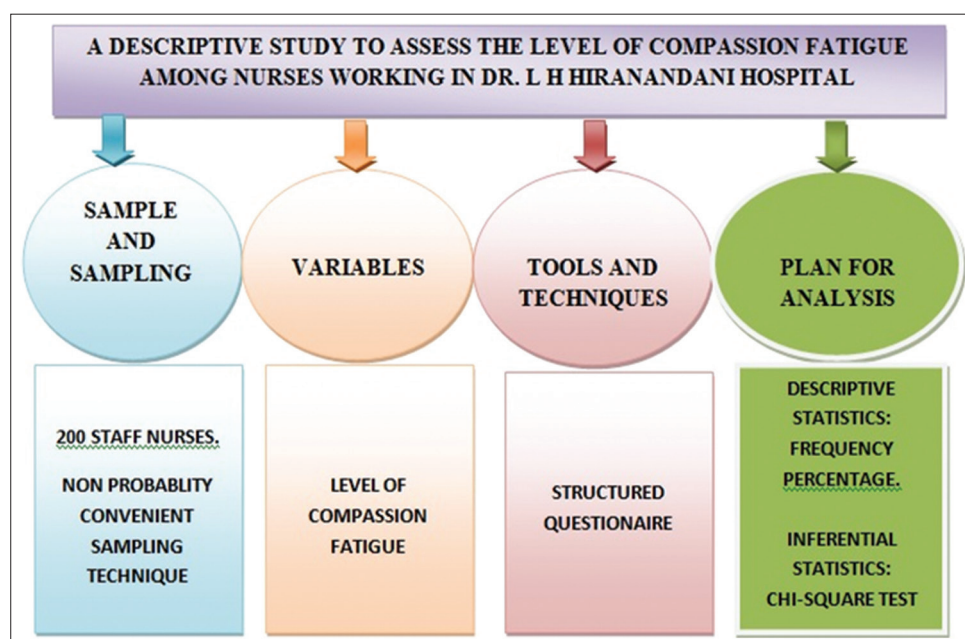 A DESCRIPTIVE STUDY TO ASSESS THE LEVEL OF COMPASSION FATIGUE
AMONG NURSES WORKING IN DR. L H HIRANANDANI HOSPITAL
SAMPLE
AND
SAMPLING
VARIABLES
TOOLS AND
TECHNIQUES
PLAN FOR
ANALYSIS
200 STAFF NURSES.
NON PROBABLITY
CONVENIENT
SAMPLING
TECHNIQUE
LEVEL OF
COMPASSION
FATIGUE
STRUCTURED
QUESTIONAIRE
DESCRIPTIVE
STATISTICS:
FREQUENCY
PERCENTAGE.
INFERENTIAL
STATISTICS:
CHI-SQUARE TEST